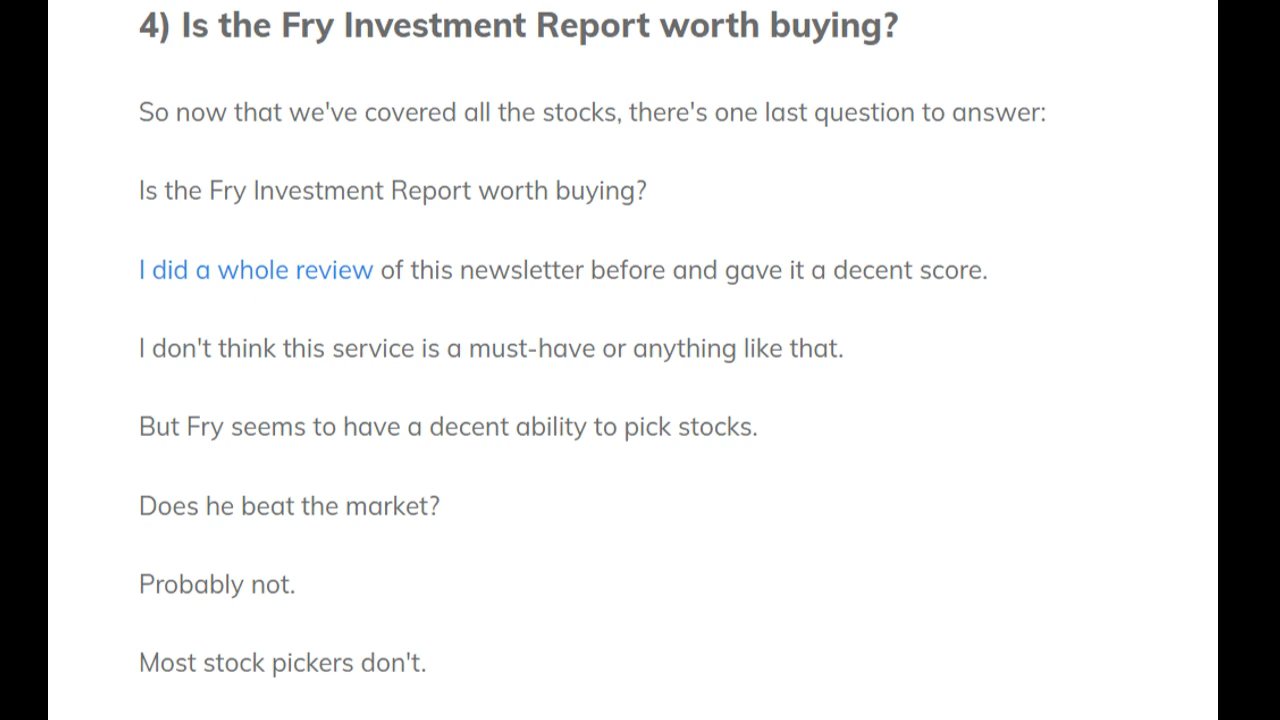 4) Is the Fry Investment Report worth buying?
So now that we've covered all the stocks, there's one last question to answer:
Is the Fry Investment Report worth buying?
I did a whole review of this newsletter before and gave it a decent score.
I don't think this service is a must-have or anything like that.
But Fry seems to have a decent ability to pick stocks.
Does he beat the market?
Probably not.
Most stock pickers don't.